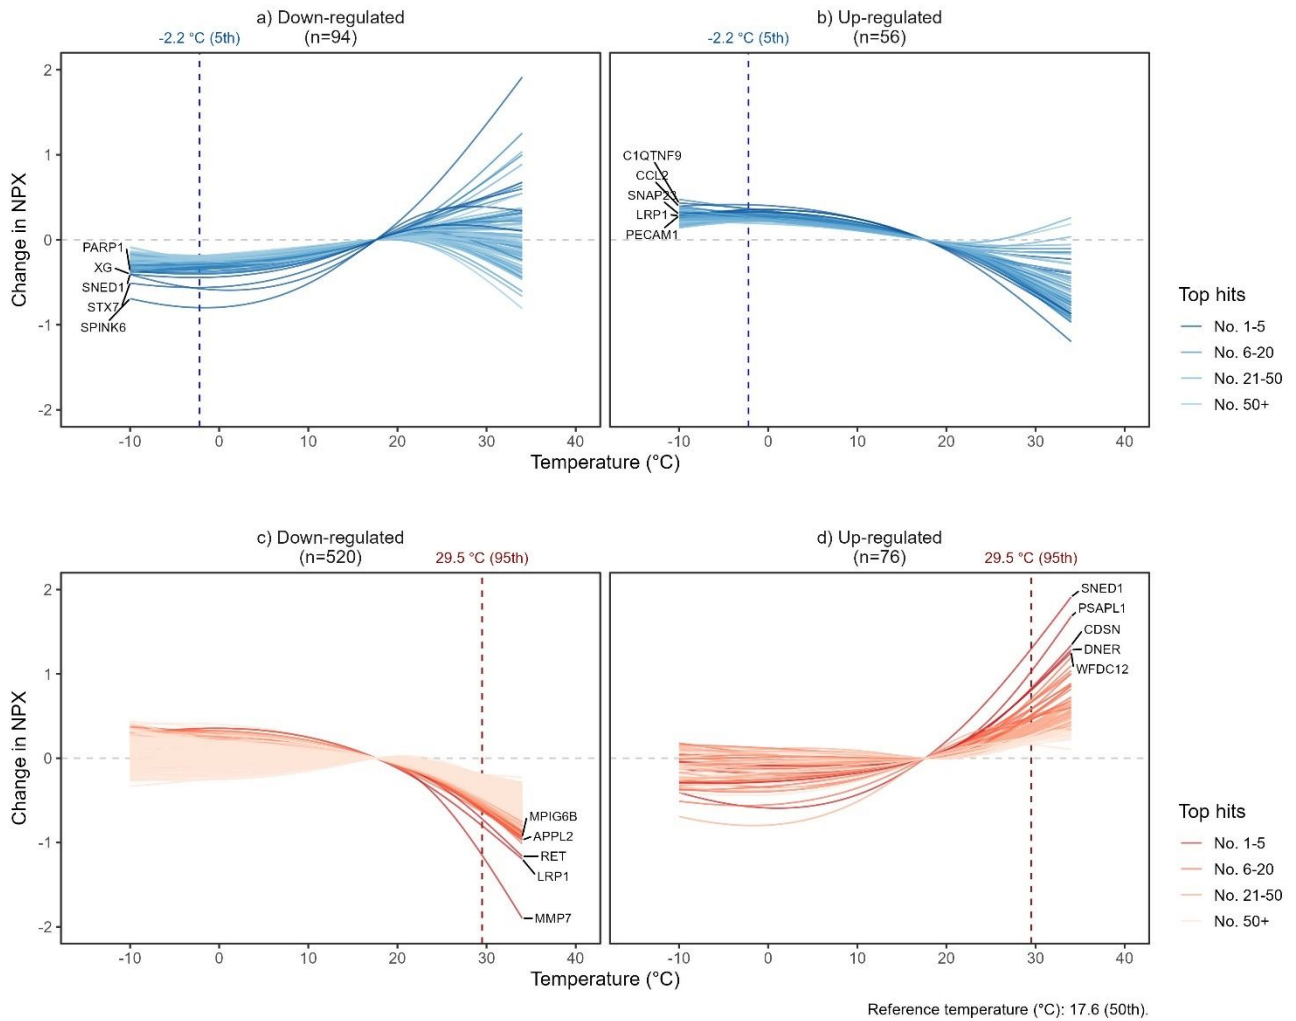 a) Down-regulated
(n=94)
-2.2 °C (5th)
b) Up-regulated
(n=56)
-2.2 °C (5th)
Change in NPX
2
1
0
-1
-2
PARP1
XG
SNED1
STX7
SPINK6
C1QTNF9
CCL2
SNAP23
LRP1
PECAM1
-10 0 10 20 30 40
-10 0 10 20 30 40
Temperature (°C)
Top hits
No. 1-5
No. 6-20
No. 21-50
No. 50+
c) Down-regulated
(n=520)
29.5 °C (95th)
d) Up-regulated
(n=76)
29.5 °C (95th)
Change in NPX
2
1
0
-1
-2
MPIG6B
APPL2
RET
LRP1
MMP7
SNED1
PSAPL1
CDSN
DNER
WFDC12
-10 0 10 20 30 40
-10 0 10 20 30 40
Temperature (°C)
Top hits
No. 1-5
No. 6-20
No. 21-50
No. 50+
Reference temperature (°C): 17.6 (50th).